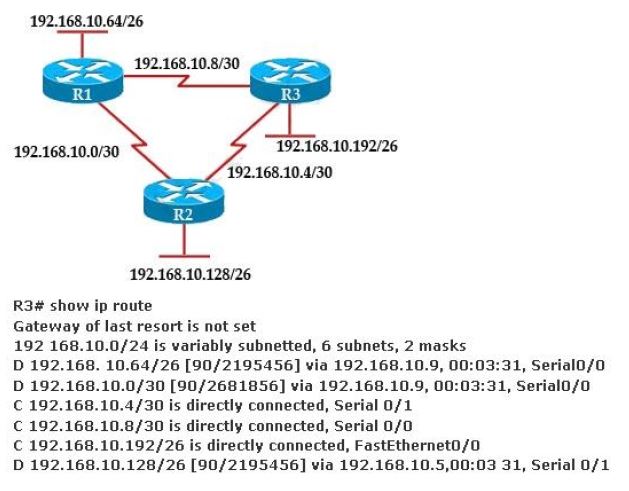 192.168.10.64/26
192.168.10.8/30
R1
R3
192.168.10.0/30
192.168.10.192/26
192.168.10.4/30
R2
192.168.10.128/26
R3# show ip route
Gateway of last resort is not set
192 168.10.0/24 is variably subnetted, 6 subnets, 2 masks
D 192.168. 10.64/26 [90/2195456] via 192.168.10.9, 00:03:31, Serial0/0
D 192.168.10.0/30 [90/2681856] via 192.168.10.9, 00:03:31, Serial0/0
C 192.168.10.4/30 is directly connected, Serial 0/1
C 192.168.10.8/30 is directly connected, Serial 0/0
C 192.168.10.192/26 is directly connected, FastEthernet0/0
D 192.168.10.128/26 [90/2195456] via 192.168.10.5,00:03 31, Serial 0/1